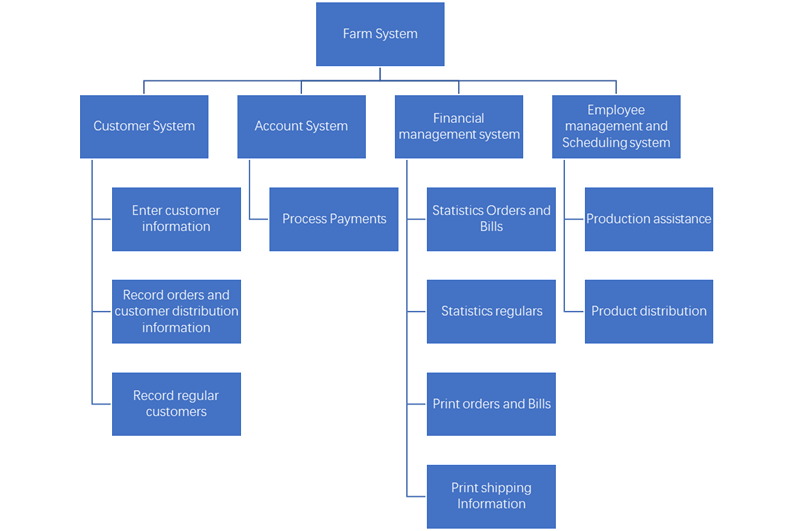 Farm System
Customer System
Account System
Financial
management system
Employee
management and
Scheduling system
Enter customer
information
Process Payments
Statistics Orders and
Bills
Production assistance
Record orders and
customer distribution
information
Statistics regulars
Product distribution
Record regular
customers
Print orders and Bills
Print shipping
Information